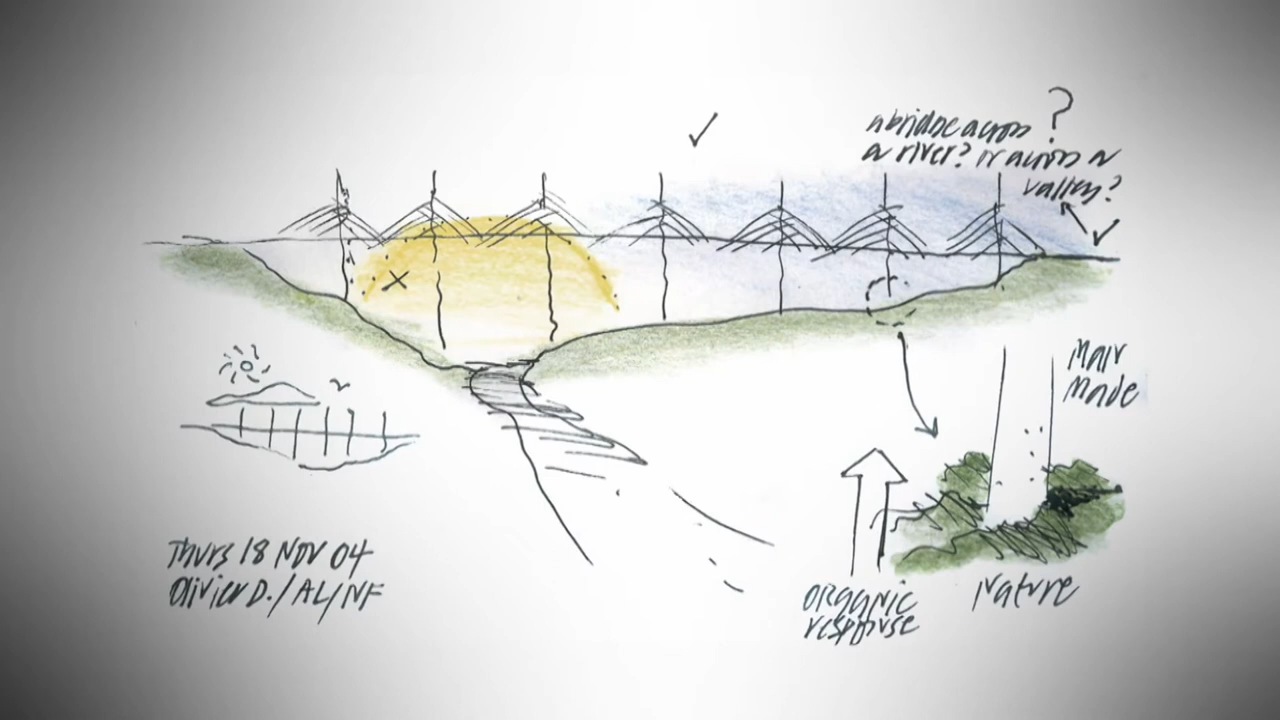 ?
a bridge across
a river? or across a
valley?
Man
Made
Thurs 18 Nov 04
Olivier D./AL/NF
ORGANIC
response
Nature